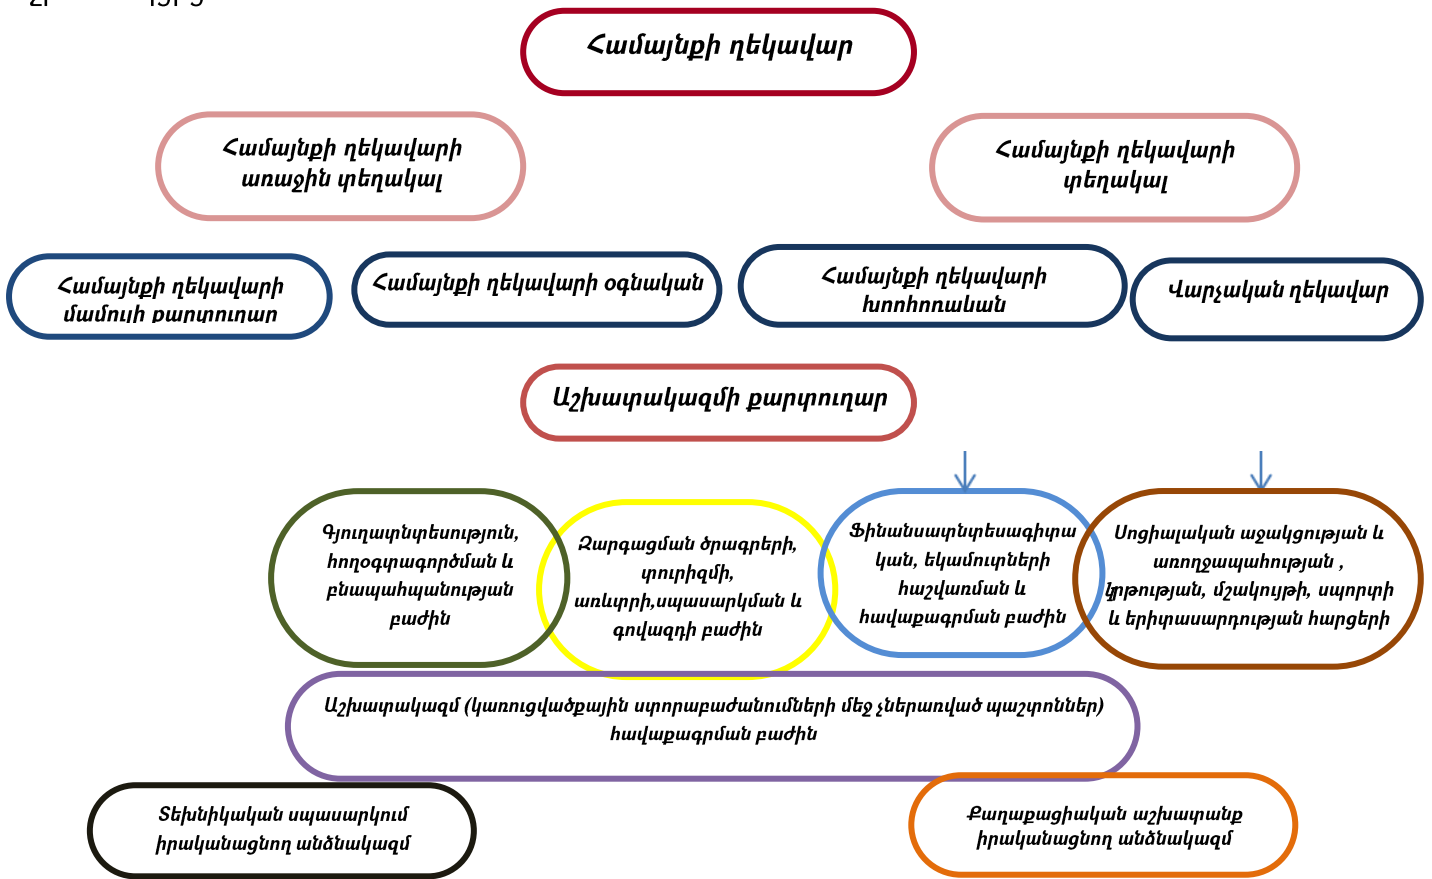 Համայնքի ղեկավար
Համայնքի ղեկավարի
առաջին տեղակալ
Համայնքի ղեկավարի
տեղակալ
Համայնքի ղեկավարի
մամուլի քարտուղար
Համայնքի ղեկավարի օգնական
Համայնքի ղեկավարի
խորհրդական
Վարչական ղեկավար
Աշխատակազմի քարտուղար
Գյուղատնտեսություն,
հողօգտագործման և
բնապահպանության
բաժին
Զարգացման ծրագրերի,
տուրիզմի,
առևտրի,սպասարկման և
գովազդի բաժին
Ֆինանսատնտեսագիտա
կան, եկամուտների
հաշվառման և
հավաքագրման բաժին
Սոցիալական աջակցության և
առողջապահության ,
կրթության, մշակույթի, սպորտի
և երիտասարդության հարցերի
Աշխատակազմ (կառուցվածքային ստորաբաժանումների մեջ չներառված պաշտոններ)
հավաքագրման բաժին
Տեխնիկական սպասարկում
իրականացնող անձնակազմ
Քաղաքացիական աշխատանք
իրականացնող անձնակազմ